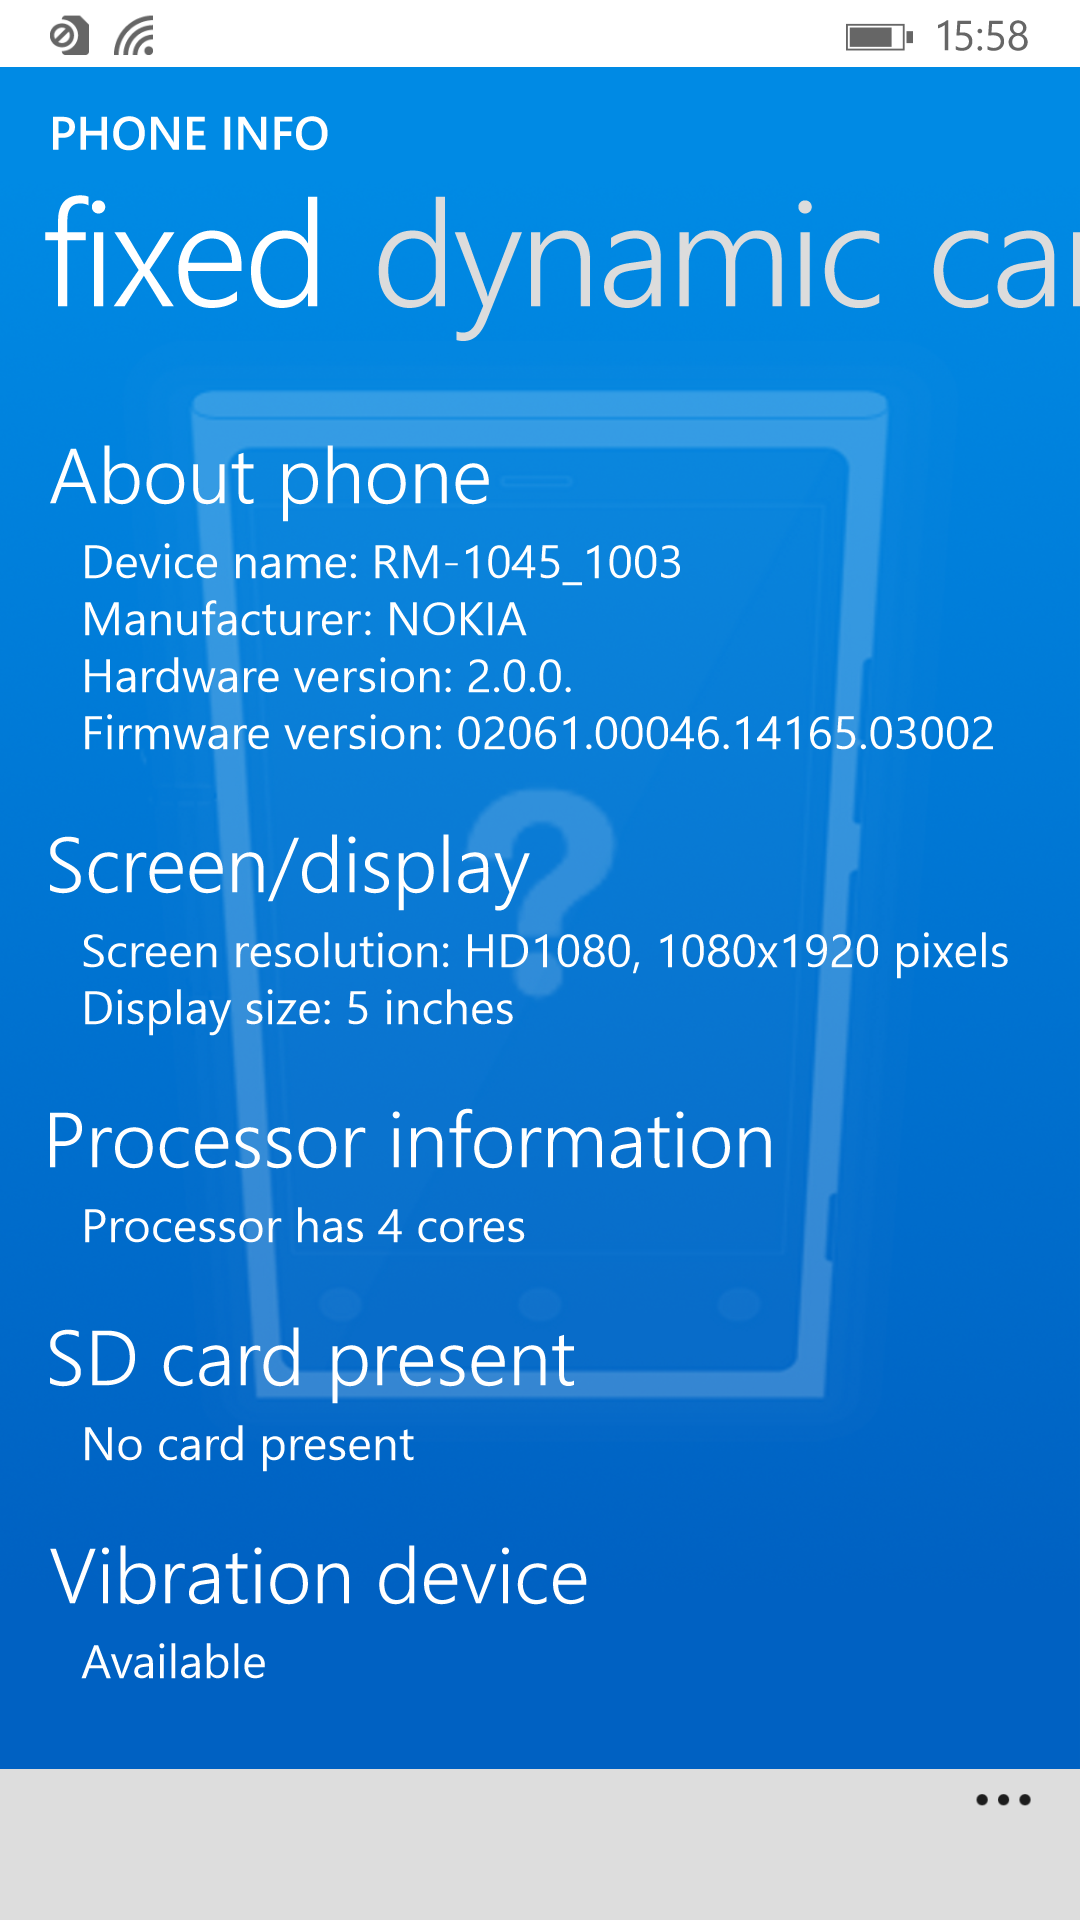 15:58
PHONE INFO
fixed dynamic ca
About phone
Device name: RM-1045_1003
Manufacturer: NOKIA
Hardware version: 2.0.0.
Firmware version: 02061.00046.14165.03002
?
Screen/display
Screen resolution: HD1080, 1080x1920 pixels
Display size: 5 inches
Processor information
Processor has 4 cores
SD card present
No card present
Vibration device
Available